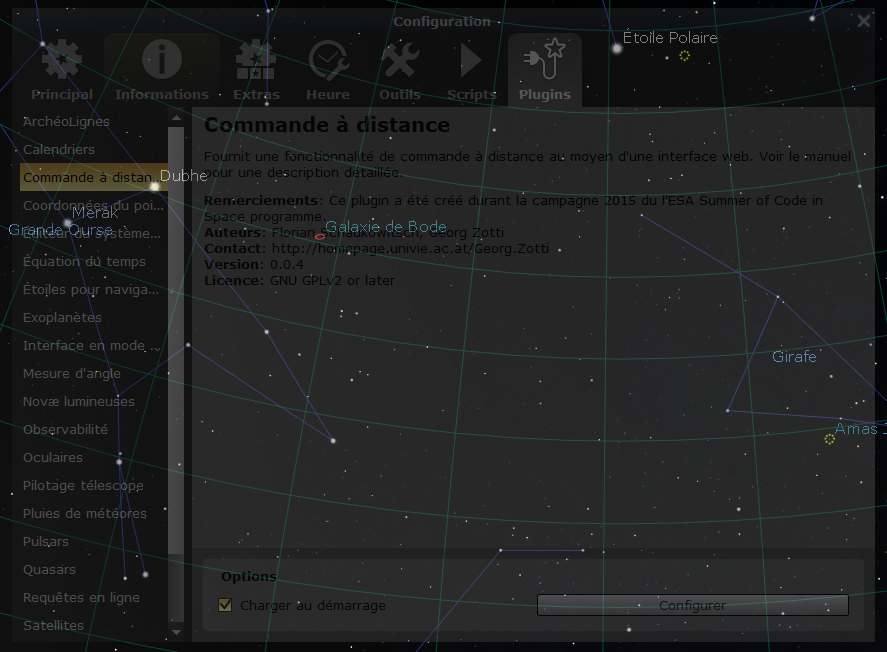 Configuration
Étoile Polaire
Principal
Informations
Extras
Heure
Outils
Scripts
Plugins
ArchéoLignes
Calendriers
Commande à distan...
Coordonnées du poi...
Éditeur du système...
Équation du temps
Étoiles pour naviga...
Exoplanètes
Interface en mode ...
Mesure d'angle
Novæ lumineuses
Observabilité
Oculaires
Pilotage télescope
Pluies de météores
Pulsars
Quasars
Requêtes en ligne
Satellites
Dubhe
Merak
Grande Ourse
Commande à distance
Fournit une fonctionnalité de commande à distance au moyen d'une interface web. Voir le manuel
pour une description détaillée.
Remerciements: Ce plugin a été créé durant la campagne 2015 du l'ESA Summer of Code in
Space programme.
Galaxie de Bode
Auteurs: Florian Schaukowitsch, Georg Zotti
Contact: http://homepage.univie.ac.at/Georg.Zotti
Version: 0.0.4
Licence: GNU GPLv2 or later
Girafe
Amas
Options
Charger au démarrage
Configurer